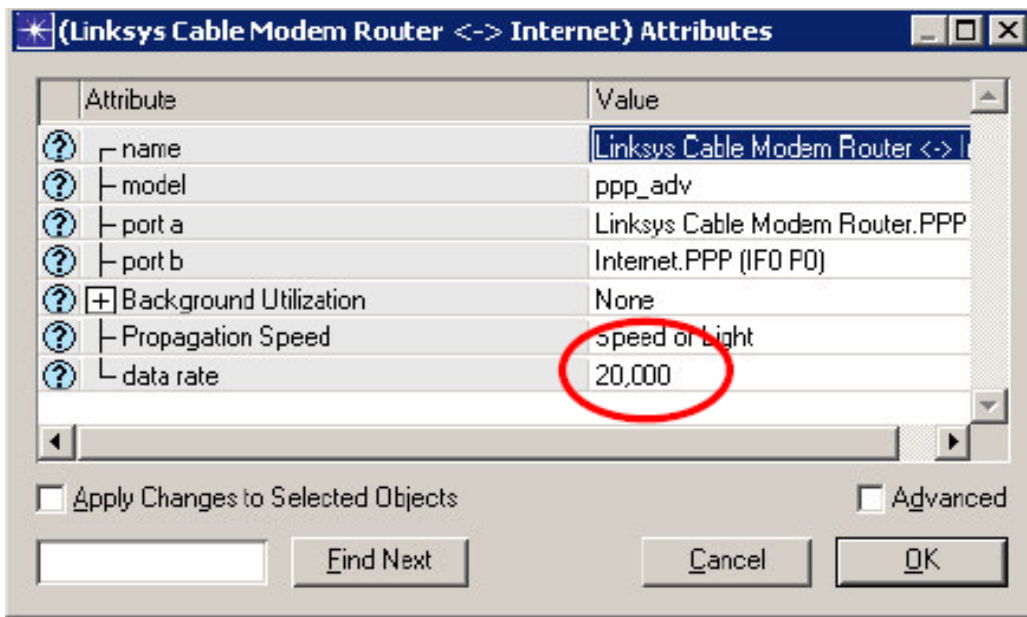 (Linksys Cable Modem Router <-> Internet) Attributes
Attribute Value
name Linksys Cable Modem Router <-> I
model ppp_adv
port a Linksys Cable Modem Router.PPP
port b Internet.PPP (IF0 P0)
Background Utilization None
Propagation Speed Speed of Light
data rate 20,000
Apply Changes to Selected Objects Advanced
Find Next Cancel OK